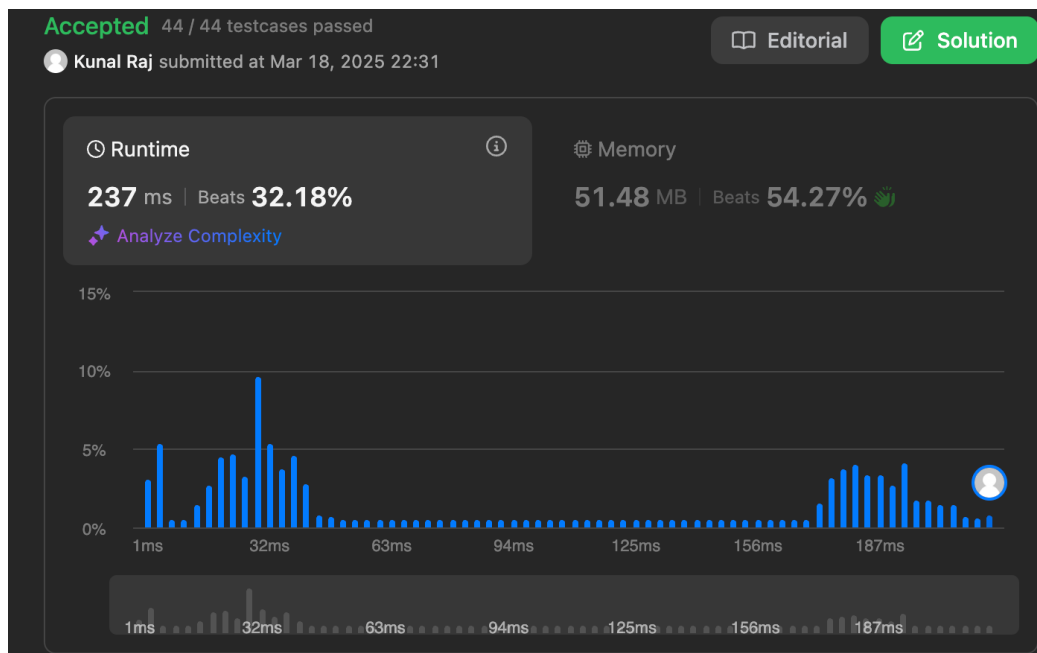 Accepted 44 / 44 testcases passed
Editorial
Solution
Kunal Raj submitted at Mar 18, 2025 22:31
Runtime
237 ms | Beats 32.18%
Analyze Complexity
Memory
51.48 MB | Beats 54.27%
15%
10%
5%
0%
1ms 32ms 63ms 94ms 125ms 156ms 187ms
1ms 32ms 63ms 94ms 125ms 156ms 187ms